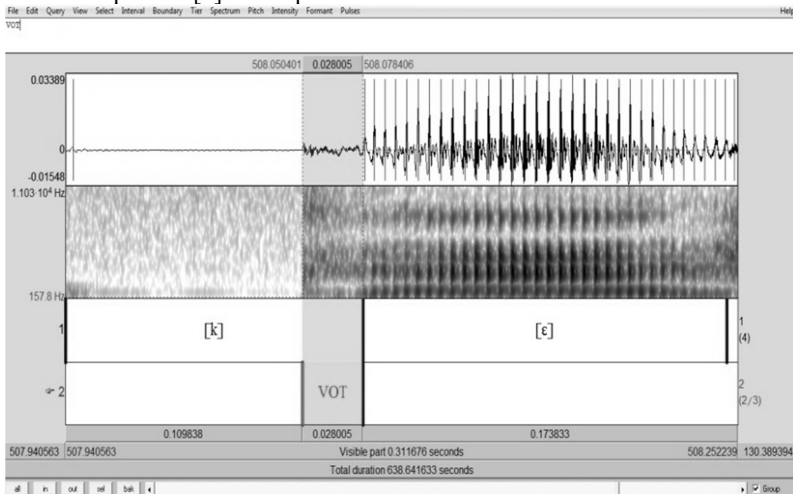 File Edit Query View Select Interval Boundary Tier Spectrum Pitch Intensity Formant Pulses Help
VOT
508.050401 0.028005 508.078406
0.03389
0
-0.01548
1.103·10⁴ Hz
157.8 Hz
1 [k] [ɛ] 1
(4)
☞ 2 VOT 2
(2/3)
0.109838 0.028005 0.173833
507.940563 507.940563 Visible part 0.311676 seconds 508.252239 130.389394
Total duration 638.641633 seconds
all in out sel bak Group